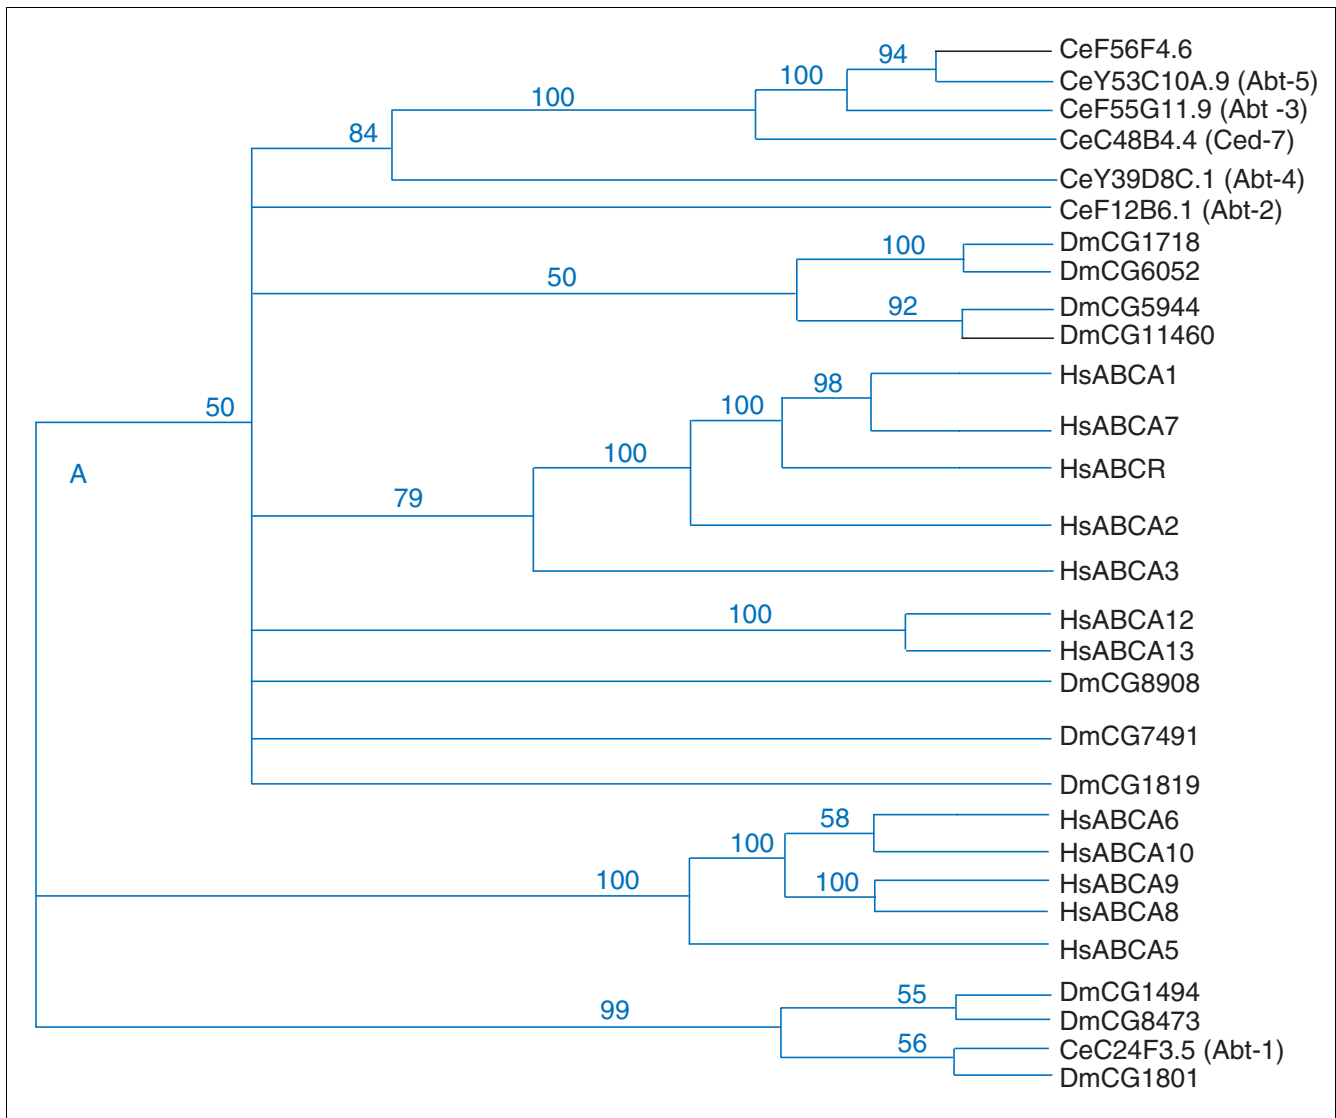 94
CeF56F4.6
100
CeY53C10A.9 (Abt-5)
100
CeF55G11.9 (Abt -3)
84
CeC48B4.4 (Ced-7)
CeY39D8C.1 (Abt-4)
CeF12B6.1 (Abt-2)
100
DmCG1718
50
DmCG6052
92
DmCG5944
DmCG11460
98
HsABCA1
50
100
HsABCA7
A
100
HsABCR
79
HsABCA2
HsABCA3
100
HsABCA12
HsABCA13
DmCG8908
DmCG7491
DmCG1819
58
HsABCA6
100
HsABCA10
100
100
HsABCA9
HsABCA8
HsABCA5
55
DmCG1494
99
DmCG8473
56
CeC24F3.5 (Abt-1)
DmCG1801